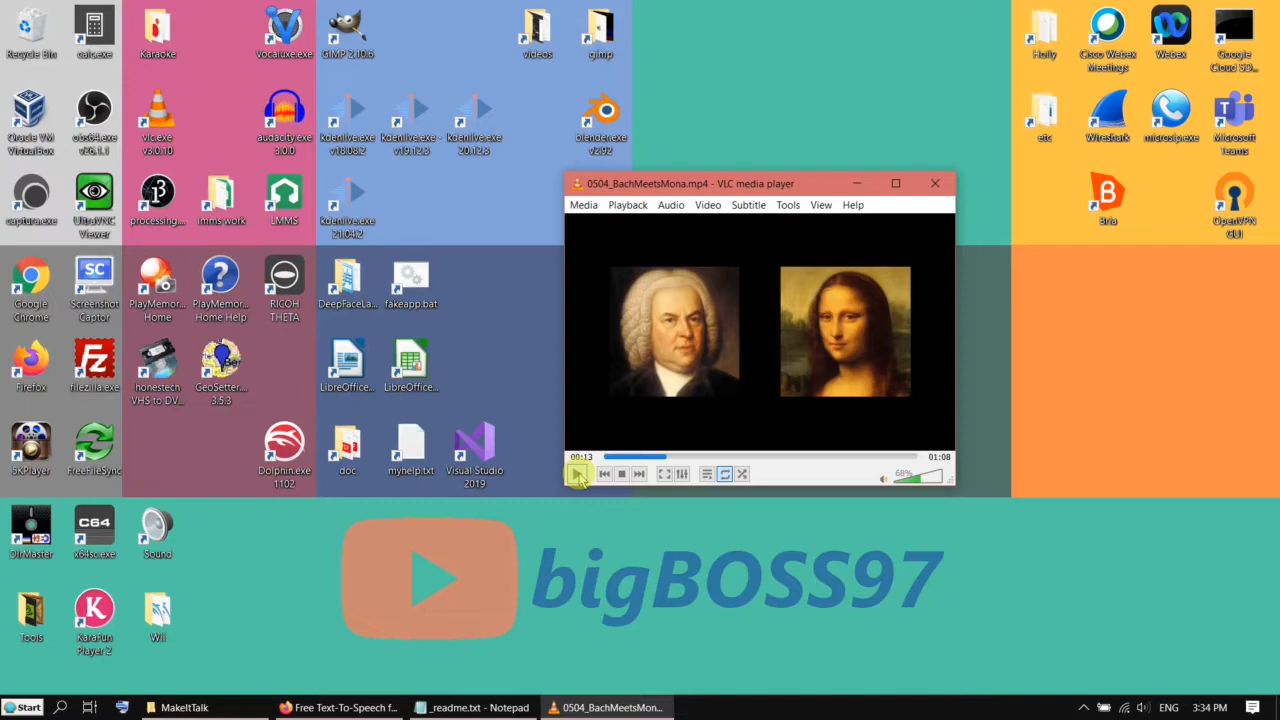 Recycle Bin
calc.exe
Karaoke
Vocaluxe.exe
GIMP 2.10.6
videos
gimp
Holly
Cisco Webex
Meetings
Webex
Google
Cloud SD...
Oracle VM
VirtualBox
obs64.exe
v26.1.1
vlc.exe
v3.0.10
audacity.exe
3.0.0
kdenlive.exe
v18.08.2
kdenlive.exe -
v19.12.3
kdenlive.exe
20.12.3
blender.exe
v2.92
etc
Wireshark
microsip.exe
Microsoft
Teams
captura.exe
UltraVNC
Viewer
processing....
lmms work
LMMS
kdenlive.exe
21.04.2
Bria
OpenVPN
GUI
0504_BachMeetsMona.mp4 - VLC media player
Media Playback Audio Video Subtitle Tools View Help
00:13
01:08
68%
Google
Chrome
SC
Screenshot
Captor
PlayMemor...
Home
PlayMemor...
Home Help
RICOH
THETA
DeepFaceLa...
fakeapp.bat
Firefox
Fz
filezilla.exe
honestech
VHS to DV...
GeoSetter...
3.5.3
LibreOffice...
LibreOffice...
5KPlayer
FreeFileSync
Dolphin.exe
1102
doc
myhelp.txt
Visual Studio
2019
DirMaster
C64
x64sc.exe
Sound
bigBOSS97
Tools
K
KaraFun
Player 2
Wii
Start
MakeItTalk
Free Text-To-Speech f...
_readme.txt - Notepad
0504_BachMeetsMon...
ENG
3:34 PM